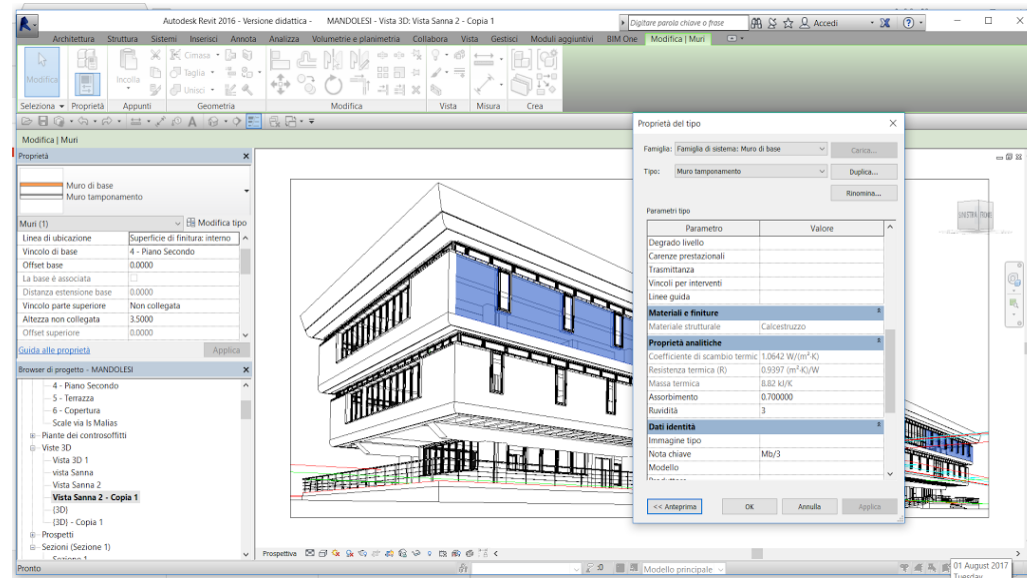 Autodesk Revit 2016 - Versione didattica - MANDOLESI - Vista 3D: Vista Sanna 2 - Copia 1
Digitare parola chiave o frase
Accedi
Architettura Struttura Sistemi Inserisci Annota Analizza Volumetrie e planimetria Collabora Vista Gestisci Moduli aggiuntivi BIM One Modifica | Muri
Modifica
Incolla
Cimasa
Taglia
Unisci
Seleziona Proprietà Appunti Geometria Modifica Vista Misura Crea
Modifica | Muri
Proprietà
Muro di base
Muro tamponamento
Muri (1) Modifica tipo
Linea di ubicazione Superficie di finitura: interno
Vincolo di base 4 - Piano Secondo
Offset base 0.0000
La base è associata
Distanza estensione base 0.0000
Vincolo parte superiore Non collegata
Altezza non collegata 3.5000
Offset superiore 0.0000
Guida alle proprietà Applica
Browser di progetto - MANDOLESI
4 - Piano Secondo
5 - Terrazza
6 - Copertura
Scale via Is Malias
Piante dei controsoffitti
Viste 3D
Vista 3D 1
vista Sanna
Vista Sanna 2
Vista Sanna 2 - Copia 1
{3D}
{3D} - Copia 1
Prospetti
Sezioni (Sezione 1)
Sezione 1
Proprietà del tipo
Famiglia: Famiglia di sistema: Muro di base Carica...
Tipo: Muro tamponamento Duplica...
Rinomina...
Parametri tipo
Parametro Valore
Degrado livello
Carenze prestazionali
Trasmittanza
Vincoli per interventi
Linee guida
Materiali e finiture
Materiale strutturale Calcestruzzo
Proprietà analitiche
Coefficiente di scambio termic 1.0642 W/(m²·K)
Resistenza termica (R) 0.9397 (m²·K)/W
Massa termica 8.82 kJ/K
Assorbimento 0.700000
Ruvidità 3
Dati identità
Immagine tipo
Nota chiave Mb/3
Modello
Produttore
<< Anteprima OK Annulla Applica
Prospettiva
Pronto
Modello principale
01 August 2017
Tuesday